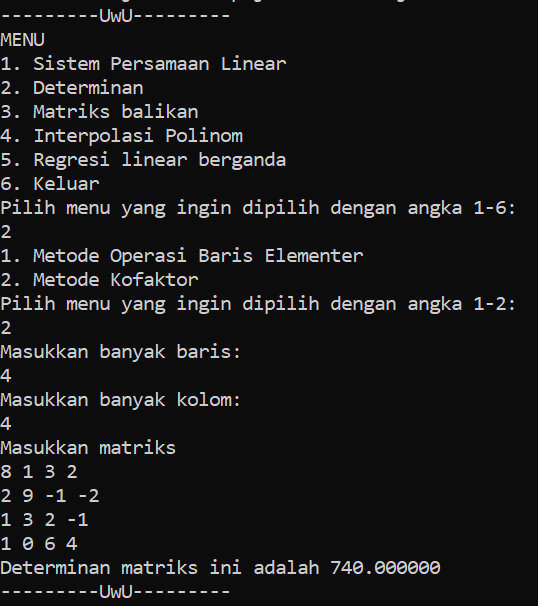 ---------UwU---------
MENU
1. Sistem Persamaan Linear
2. Determinan
3. Matriks balikan
4. Interpolasi Polinom
5. Regresi linear berganda
6. Keluar
Pilih menu yang ingin dipilih dengan angka 1-6:
2
1. Metode Operasi Baris Elementer
2. Metode Kofaktor
Pilih menu yang ingin dipilih dengan angka 1-2:
2
Masukkan banyak baris:
4
Masukkan banyak kolom:
4
Masukkan matriks
8 1 3 2
2 9 -1 -2
1 3 2 -1
1 0 6 4
Determinan matriks ini adalah 740.000000
---------UwU---------